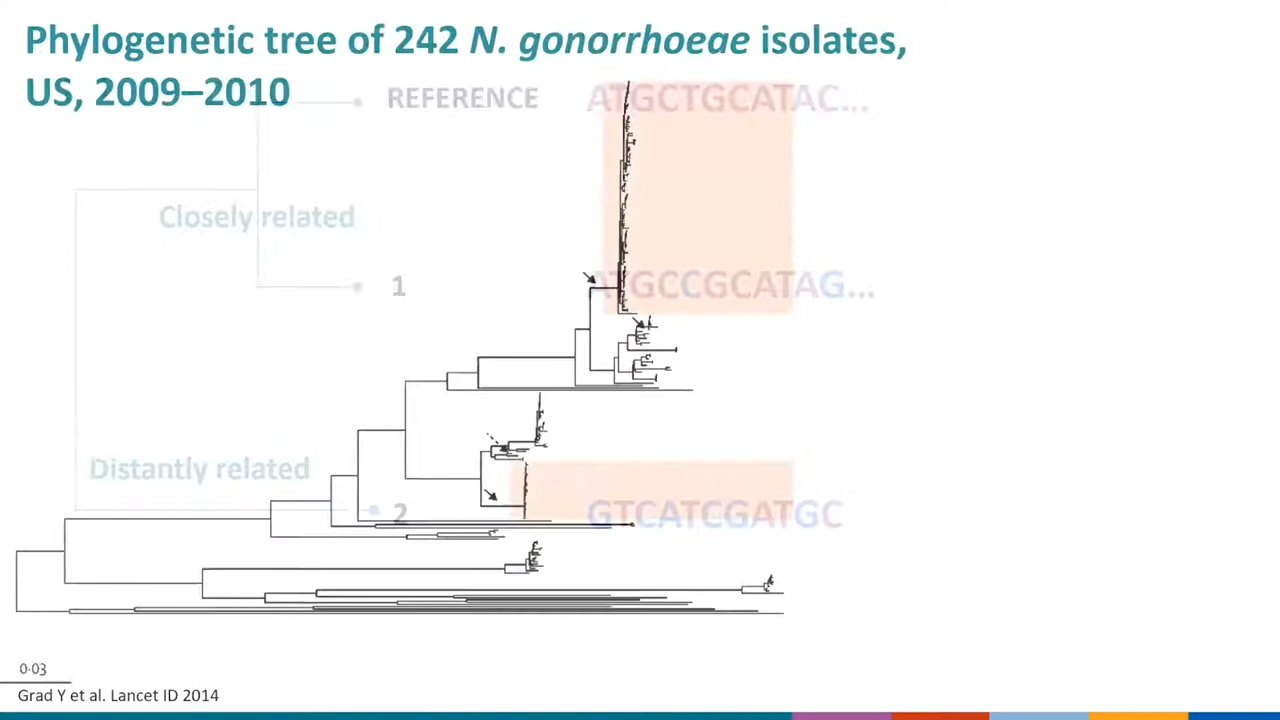 Phylogenetic tree of 242 N. gonorrhoeae isolates,
US, 2009–2010
REFERENCE ATGCTGCATAC...
Closely related
1 ATGCCGCATAG...
Distantly related
2 GTCATCGATGC
0·03
Grad Y et al. Lancet ID 2014